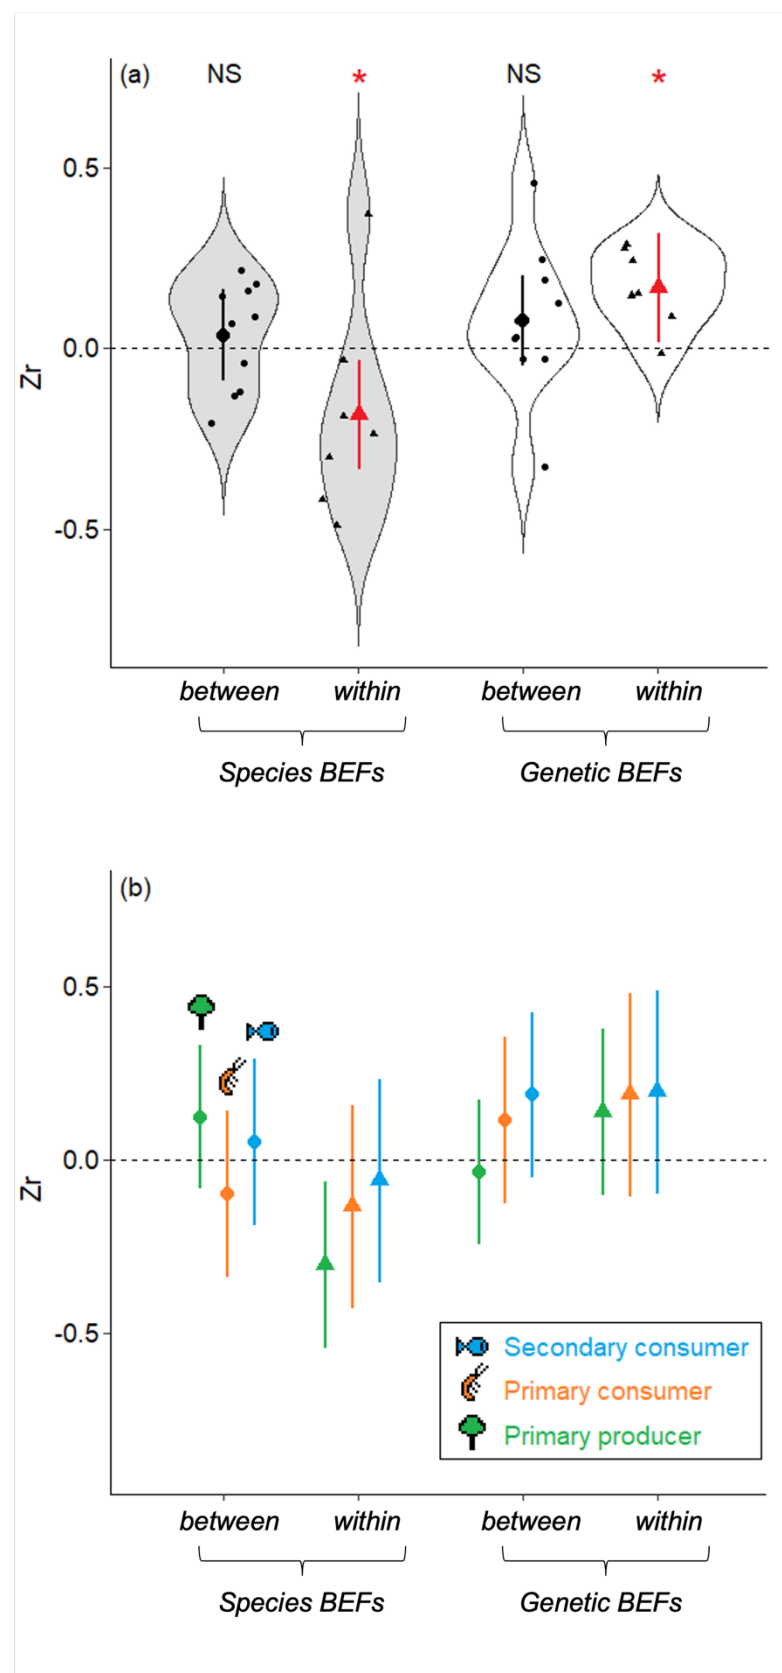 (a) NS * NS *
0.5
0.0
Zr
-0.5
between within between within
Species BEFs Genetic BEFs
(b)
0.5
0.0
Zr
-0.5
Secondary consumer
Primary consumer
Primary producer
between within between within
Species BEFs Genetic BEFs